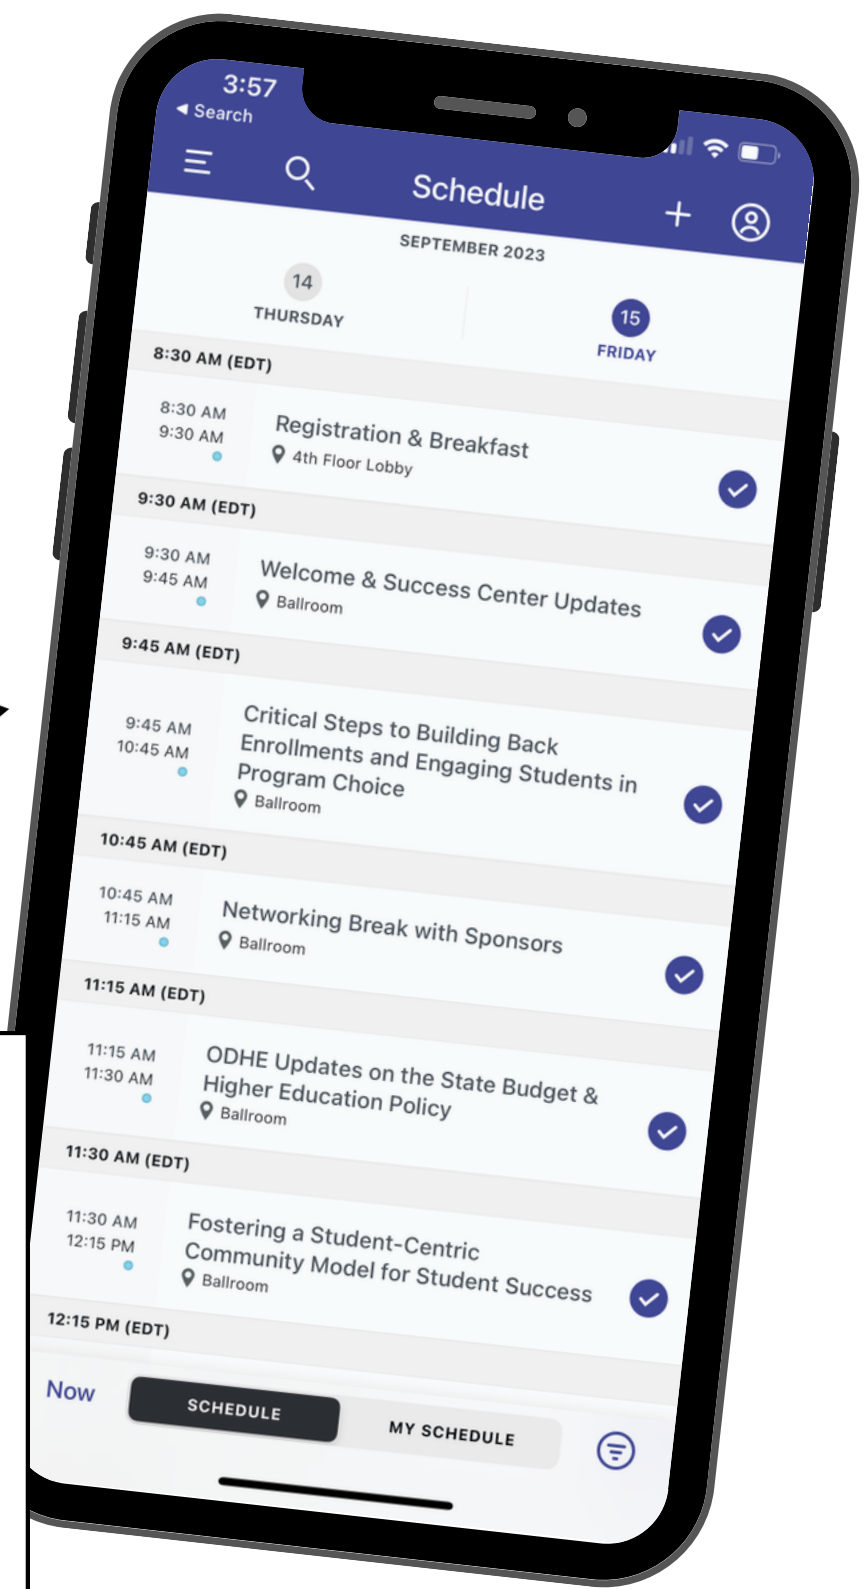 3:57
◀ Search
Schedule
SEPTEMBER 2023
14
THURSDAY
15
FRIDAY
8:30 AM (EDT)
8:30 AM
9:30 AM
Registration & Breakfast
4th Floor Lobby
9:30 AM (EDT)
9:30 AM
9:45 AM
Welcome & Success Center Updates
Ballroom
9:45 AM (EDT)
9:45 AM
10:45 AM
Critical Steps to Building Back
Enrollments and Engaging Students in
Program Choice
Ballroom
10:45 AM (EDT)
10:45 AM
11:15 AM
Networking Break with Sponsors
Ballroom
11:15 AM (EDT)
11:15 AM
11:30 AM
ODHE Updates on the State Budget &
Higher Education Policy
Ballroom
11:30 AM (EDT)
11:30 AM
12:15 PM
Fostering a Student-Centric
Community Model for Student Success
Ballroom
12:15 PM (EDT)
Now
SCHEDULE
MY SCHEDULE